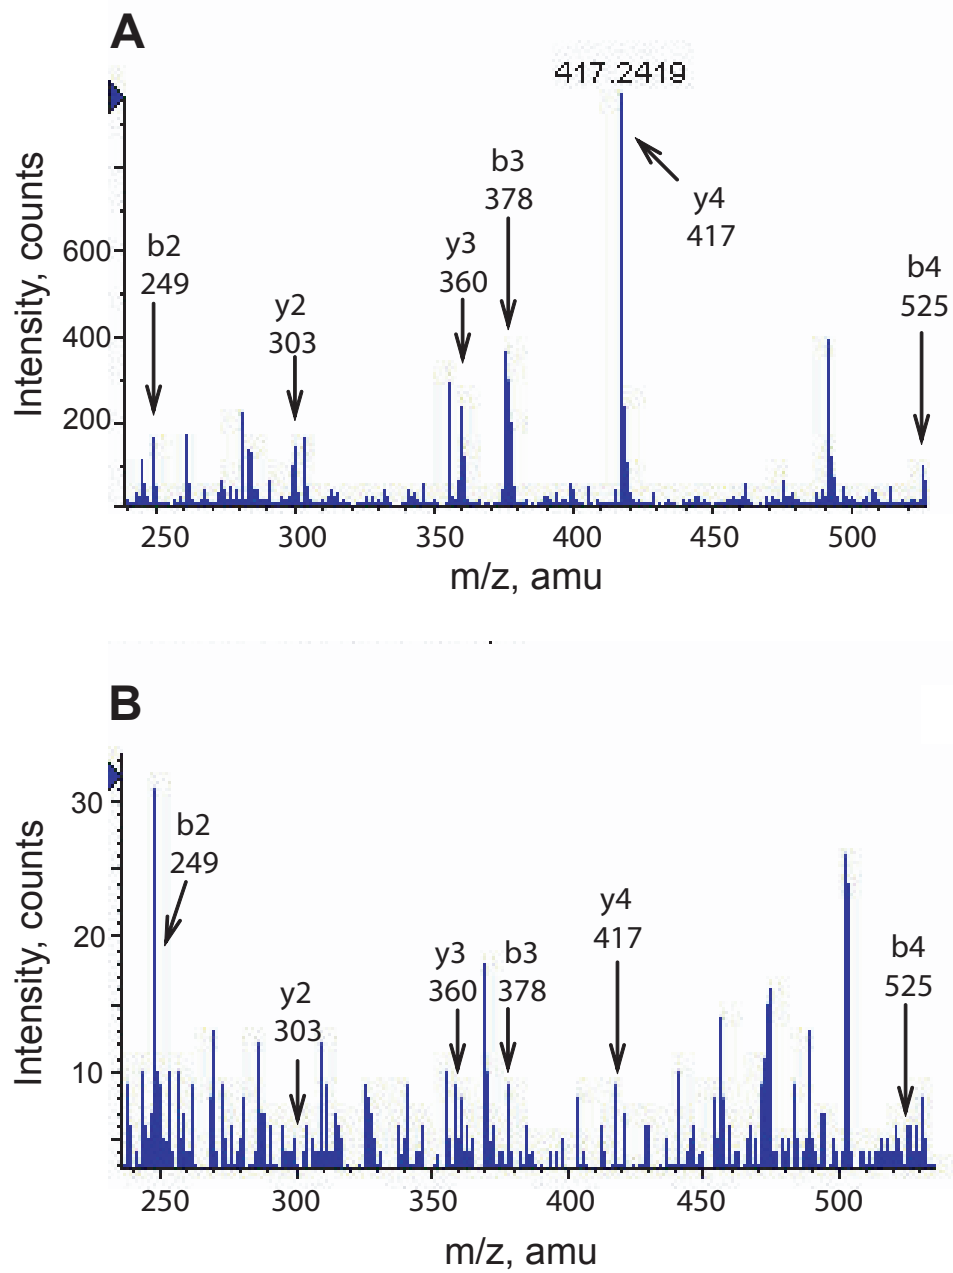 A
417.2419
b3
378
y4
417
b2
249
y3
360
b4
525
y2
303
600
400
200
Intensity, counts
250 300 350 400 450 500
m/z, amu
B
30
20
10
Intensity, counts
b2
249
y4
417
y3
360
b3
378
b4
525
y2
303
250 300 350 400 450 500
m/z, amu